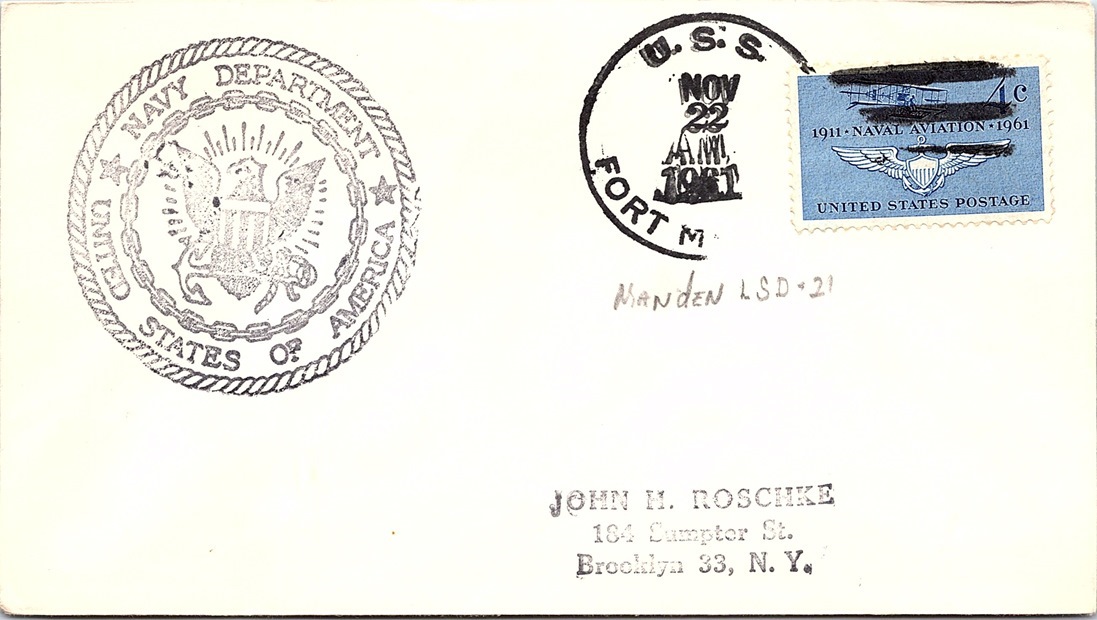 NAVY DEPARTMENT
UNITED STATES OF AMERICA
U.S.S.
NOV
22
A.M.
1961
FORT M
4c
1911·NAVAL AVIATION·1961
UNITED STATES POSTAGE
MANdEN LSD-21
JOHN H. ROSCHKE
184 Sumpter St.
Brooklyn 33, N. Y.